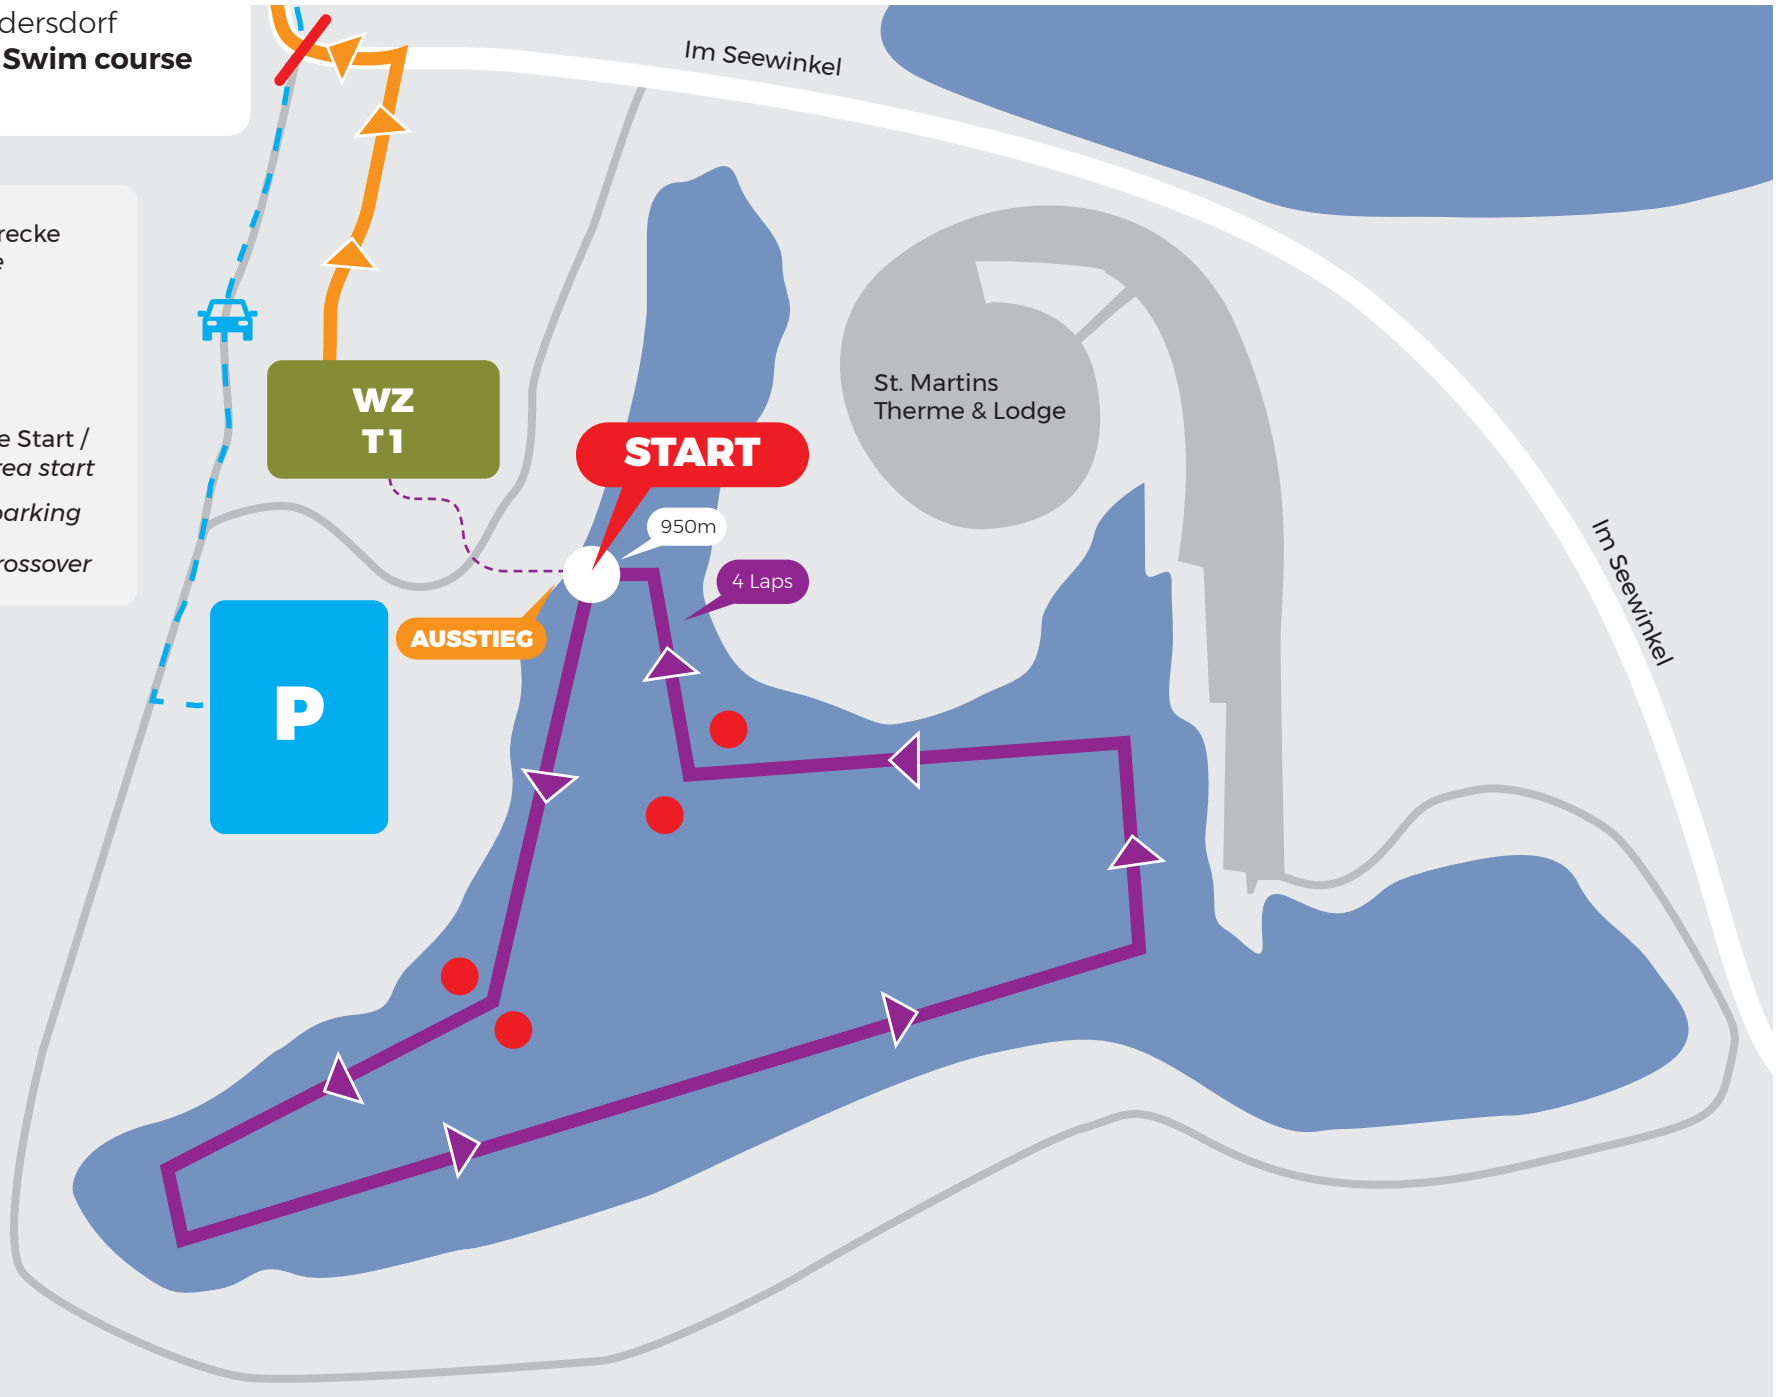 dersdorf
Swim course
recke
e
e Start /
rea start
parking
rossover
Im Seewinkel
WZ
T1
START
950m
4 Laps
AUSSTIEG
P
St. Martins
Therme & Lodge
Im Seewinkel